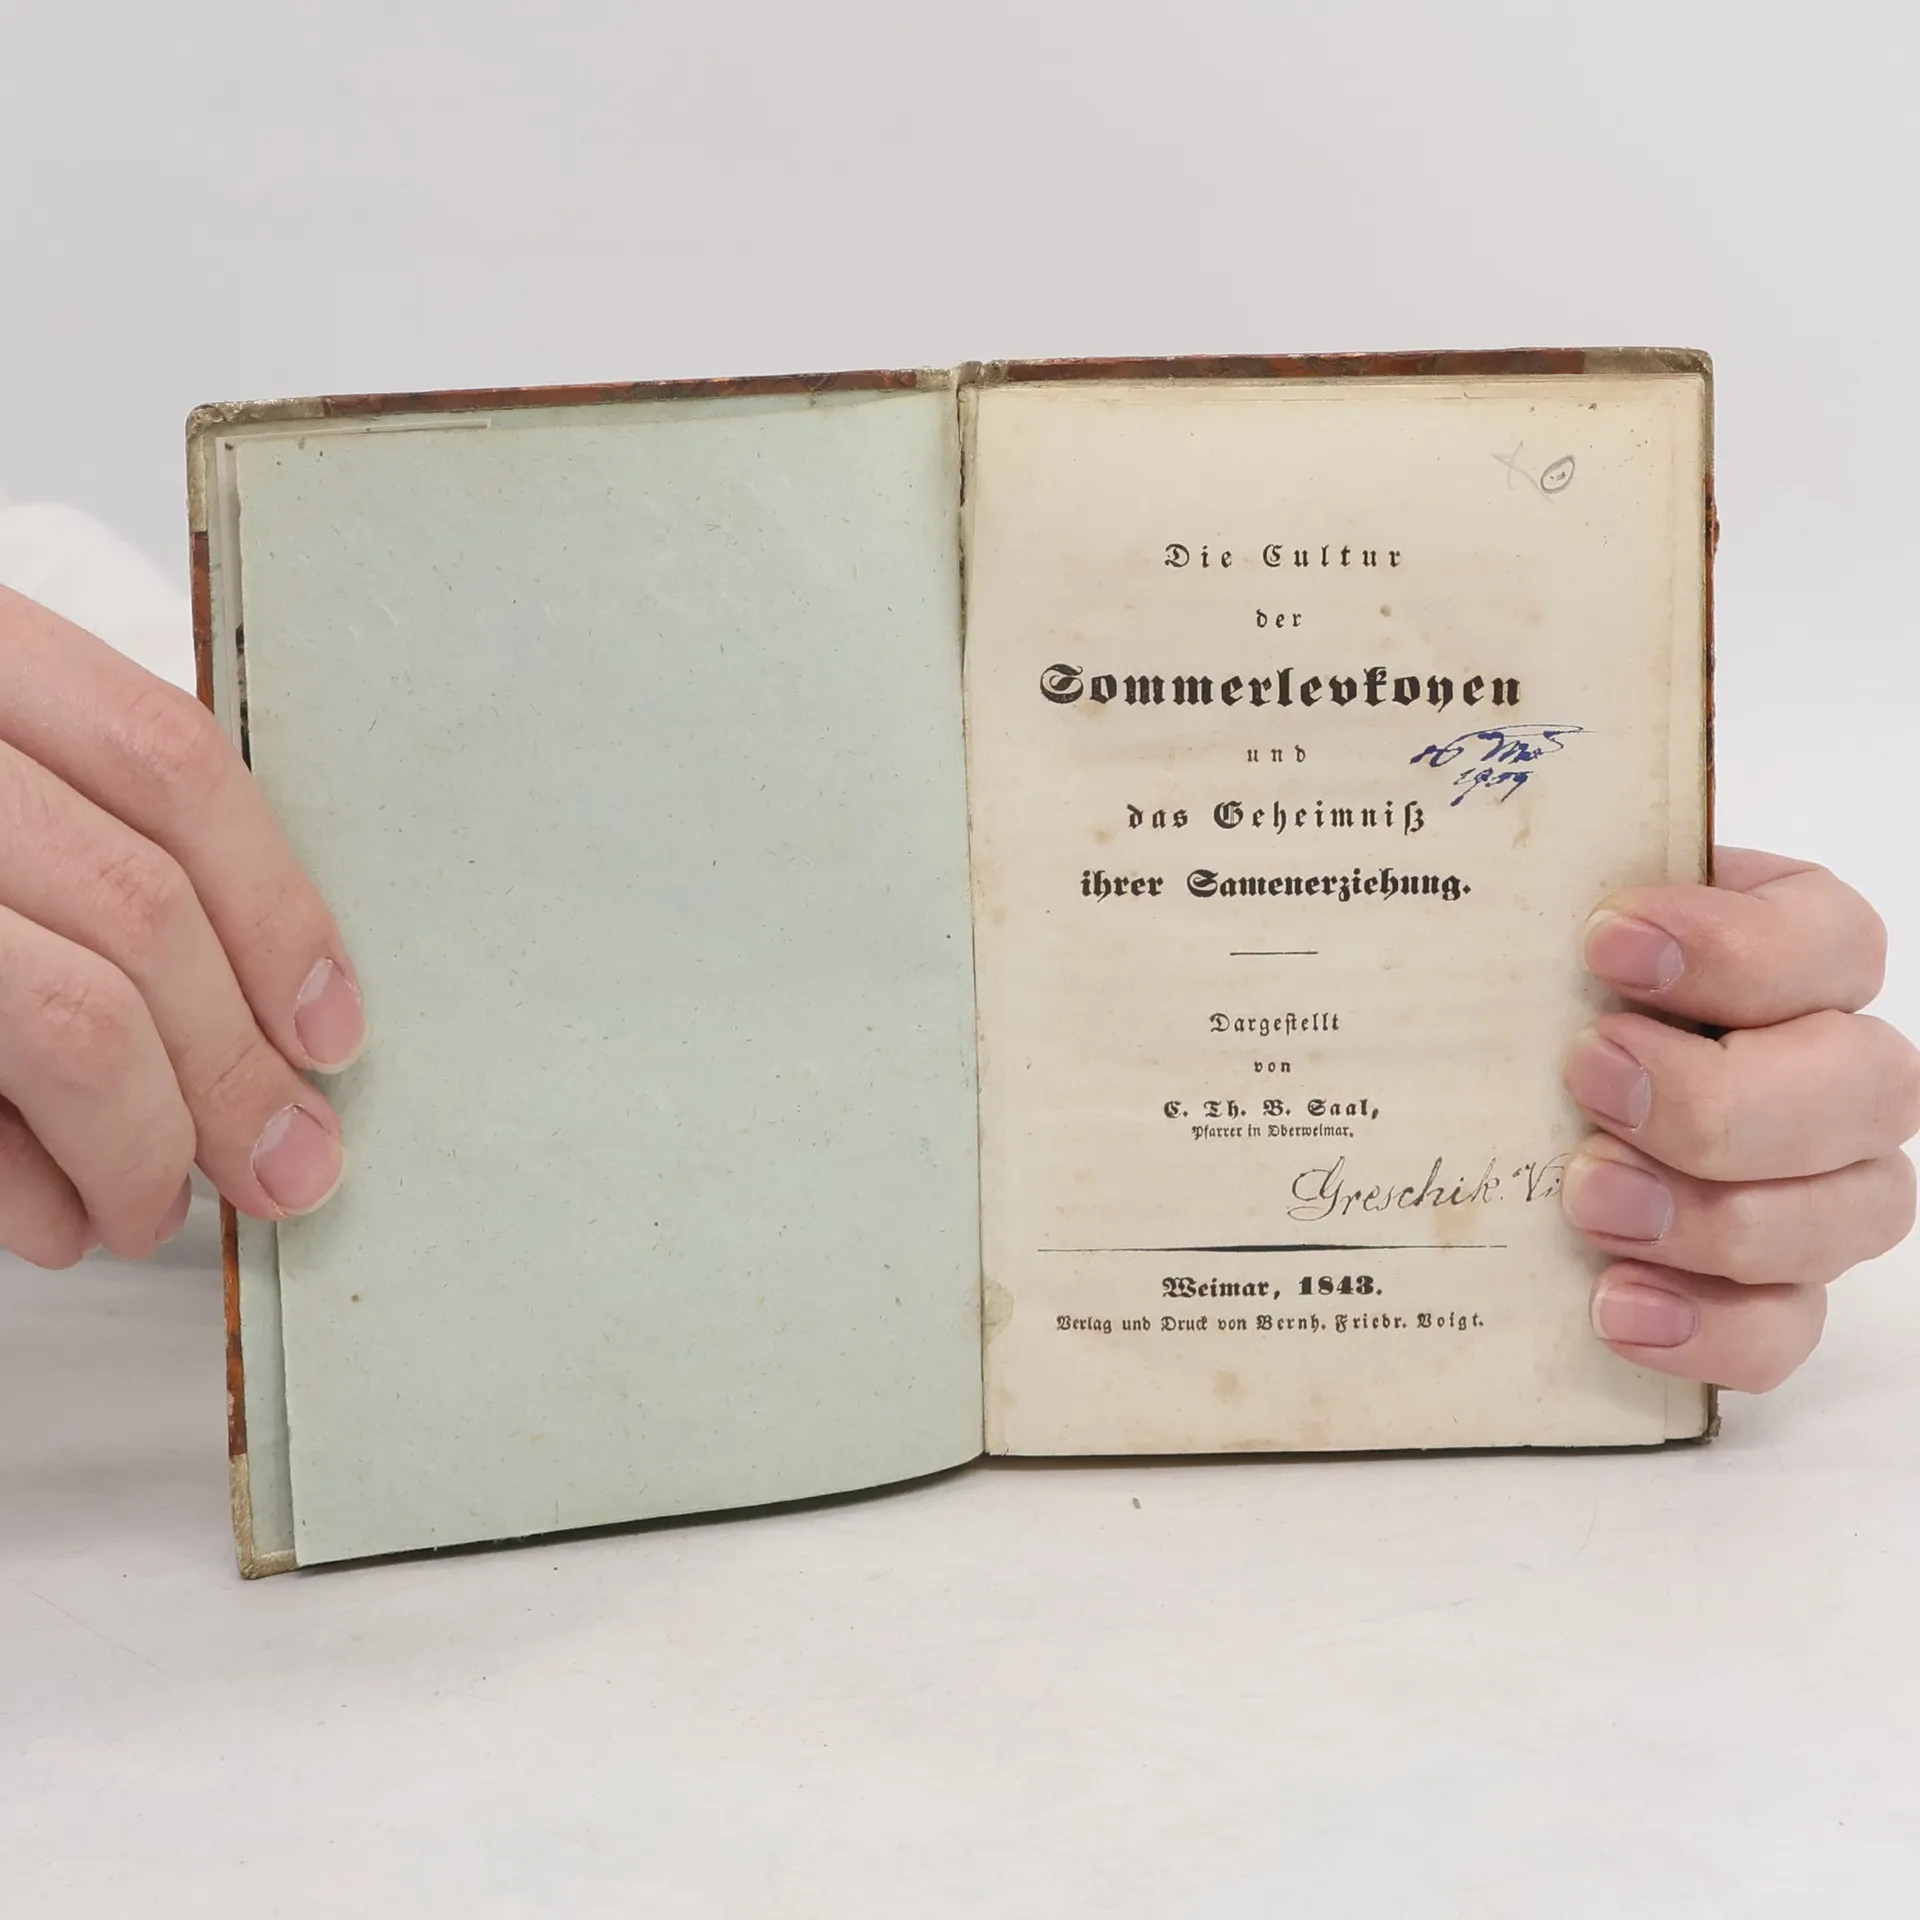 Die Cultur
der
Sommerlevkoyen
und
das Geheimniß
ihrer Samenerziehung.
Dargestellt
von
C. Th. B. Saal,
Pfarrer in Oberweimar.
Greschik
Weimar, 1843.
Verlag und Druck von Bernh. Friedr. Voigt.